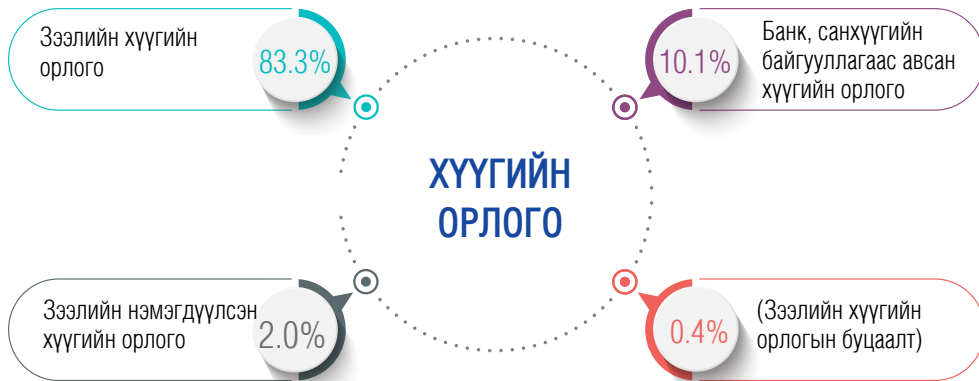 Зээлийн хүүгийн
орлого
83.3%
10.1%
Банк, санхүүгийн
байгууллагаас авсан
хүүгийн орлого
ХҮҮГИЙН
ОРЛОГО
Зээлийн нэмэгдүүлсэн
хүүгийн орлого
2.0%
0.4%
(Зээлийн хүүгийн
орлогын буцаалт)